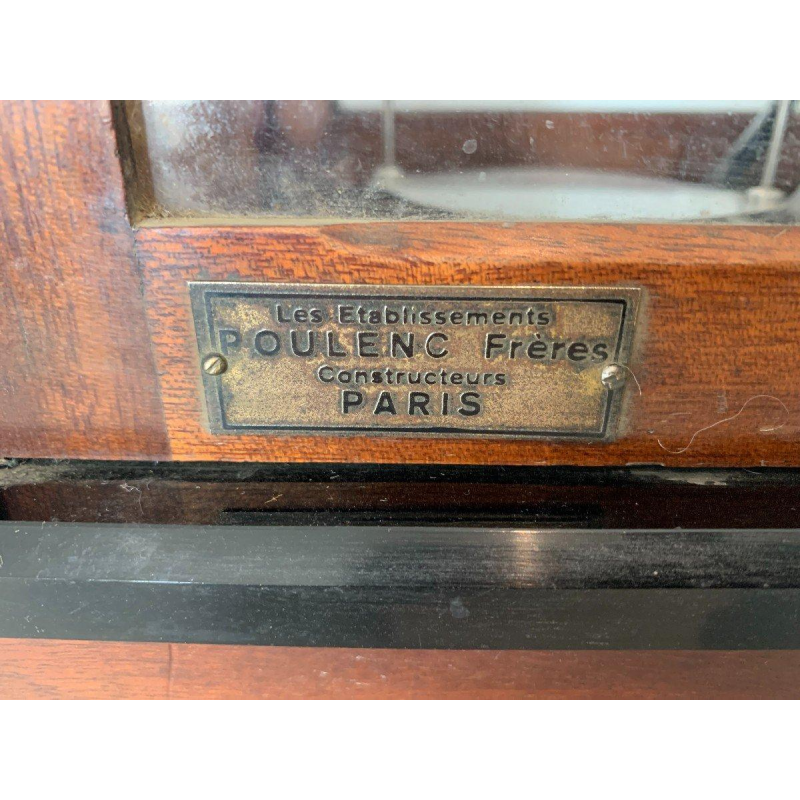 Les Etablissements
POULENC Frères
Constructeurs
PARIS